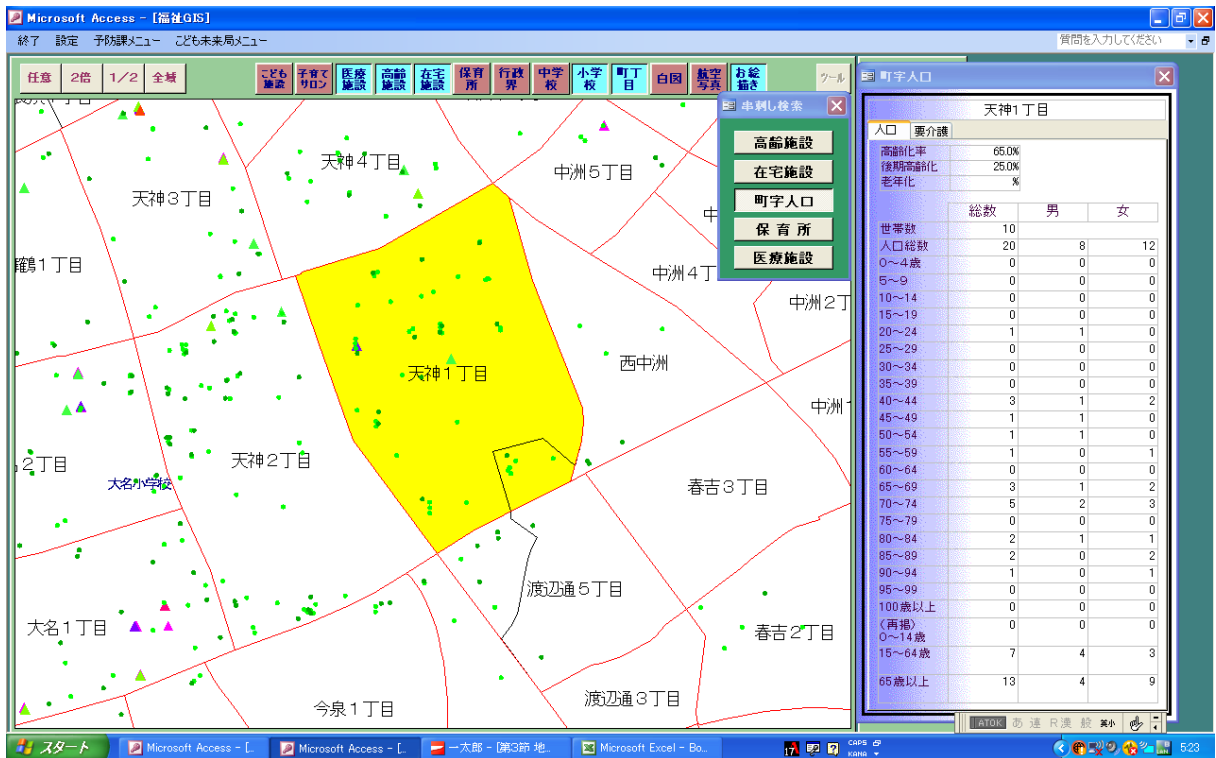 Microsoft Access - [福祉GIS]
終了 設定 予防課メニュー こども未来局メニュー
質問を入力してください
任意 2倍 1/2 全域
こども施設 子育てサロン 医療施設 高齢施設 在宅施設 保育所 行政界 中学校 小学校 町丁目 白図 航空写真 お絵描き ツール
串刺し検索
高齢施設
在宅施設
町字人口
保育所
医療施設
天神4丁目
中洲5丁目
天神3丁目
1丁目
中洲4丁
中洲2丁
西中洲
天神1丁目
中洲
2丁目
天神2丁目
大名小学校
春吉3丁目
渡辺通5丁目
大名1丁目
春吉2丁目
渡辺通3丁目
今泉1丁目
町字人口
天神1丁目
人口 要介護
高齢化率 65.0%
後期高齢化 25.0%
老年化 %
総数 男 女
世帯数 10
人口総数 20 8 12
0～4歳 0 0 0
5～9 0 0 0
10～14 0 0 0
15～19 0 0 0
20～24 1 1 0
25～29 0 0 0
30～34 0 0 0
35～39 0 0 0
40～44 3 1 2
45～49 1 1 0
50～54 1 1 0
55～59 1 0 1
60～64 0 0 0
65～69 3 1 2
70～74 5 2 3
75～79 0 0 0
80～84 2 1 1
85～89 2 0 2
90～94 1 0 1
95～99 0 0 0
100歳以上 0 0 0
(再掲)
0～14歳 0 0 0
15～64歳 7 4 3
65歳以上 13 4 9
ATOK あ 連 R漢 般 英小
スタート
Microsoft Access - [...
Microsoft Access - [...
一太郎 - [第3節 地...
Microsoft Excel - Bo...
CAPS
KANA
5:23